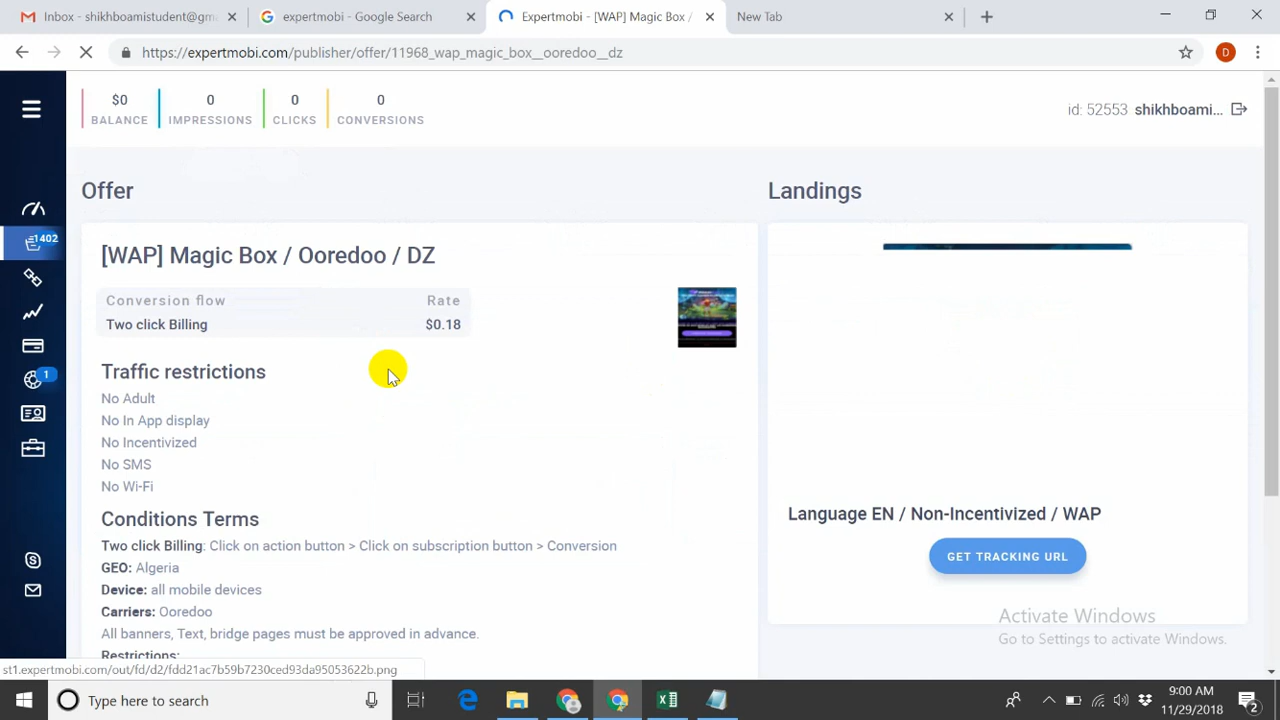 Inbox - shikhboamistudent@gm
expertmobi - Google Search
Expertmobi - [WAP] Magic Box /
New Tab
https://expertmobi.com/publisher/offer/11968_wap_magic_box__ooredoo__dz
D
$0
BALANCE
0
IMPRESSIONS
0
CLICKS
0
CONVERSIONS
id: 52553 shikhboami...
1402
1
Offer
[WAP] Magic Box / Ooredoo / DZ
Conversion flow Rate
Two click Billing $0.18
Traffic restrictions
No Adult
No In App display
No Incentivized
No SMS
No Wi-Fi
Conditions Terms
Two click Billing: Click on action button > Click on subscription button > Conversion
GEO: Algeria
Device: all mobile devices
Carriers: Ooredoo
All banners, Text, bridge pages must be approved in advance.
Restrictions:
Landings
Language EN / Non-Incentivized / WAP
GET TRACKING URL
Activate Windows
Go to Settings to activate Windows.
st1.expertmobi.com/out/fd/d2/fdd21ac7b59b7230ced93da95053622b.png
Type here to search
9:00 AM
11/29/2018
2